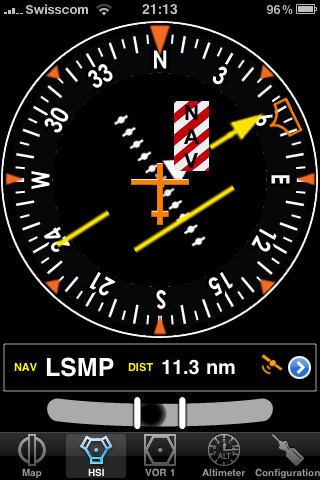 Swisscom 21:13 96%
N
33 3
30 6
NAV
W E
24 12
21 15
S
NAV LSMP DIST 11.3 nm
ALT
Map HSI VOR 1 Altimeter Configuration